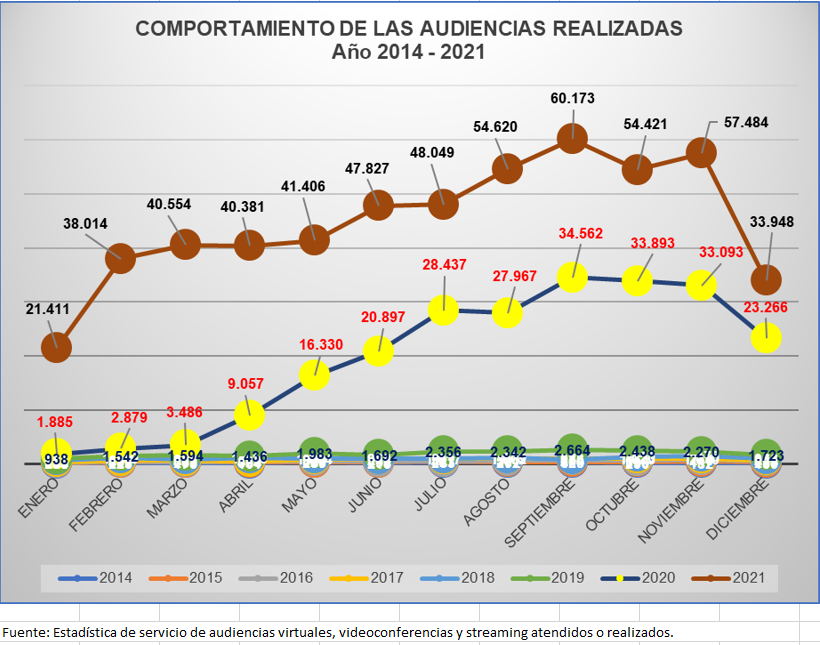 COMPORTAMIENTO DE LAS AUDIENCIAS REALIZADAS
Año 2014 - 2021
21.411
38.014
40.554
40.381
41.406
47.827
48.049
54.620
60.173
54.421
57.484
33.948
1.885
2.879
3.486
9.057
16.330
20.897
28.437
27.967
34.562
33.893
33.093
23.266
938
1.542
1.594
1.436
1.983
1.692
2.356
2.342
2.664
2.438
2.270
1.723
ENERO
FEBRERO
MARZO
ABRIL
MAYO
JUNIO
JULIO
AGOSTO
SEPTIEMBRE
OCTUBRE
NOVIEMBRE
DICIEMBRE
2014 2015 2016 2017 2018 2019 2020 2021
Fuente: Estadística de servicio de audiencias virtuales, videoconferencias y streaming atendidos o realizados.